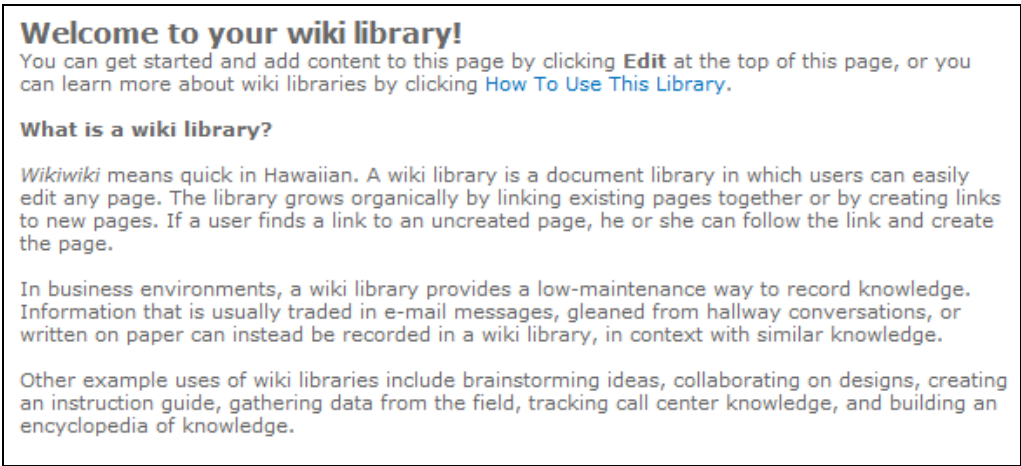 Welcome to your wiki library!
You can get started and add content to this page by clicking Edit at the top of this page, or you
can learn more about wiki libraries by clicking How To Use This Library.
What is a wiki library?
Wikiwiki means quick in Hawaiian. A wiki library is a document library in which users can easily
edit any page. The library grows organically by linking existing pages together or by creating links
to new pages. If a user finds a link to an uncreated page, he or she can follow the link and create
the page.
In business environments, a wiki library provides a low-maintenance way to record knowledge.
Information that is usually traded in e-mail messages, gleaned from hallway conversations, or
written on paper can instead be recorded in a wiki library, in context with similar knowledge.
Other example uses of wiki libraries include brainstorming ideas, collaborating on designs, creating
an instruction guide, gathering data from the field, tracking call center knowledge, and building an
encyclopedia of knowledge.